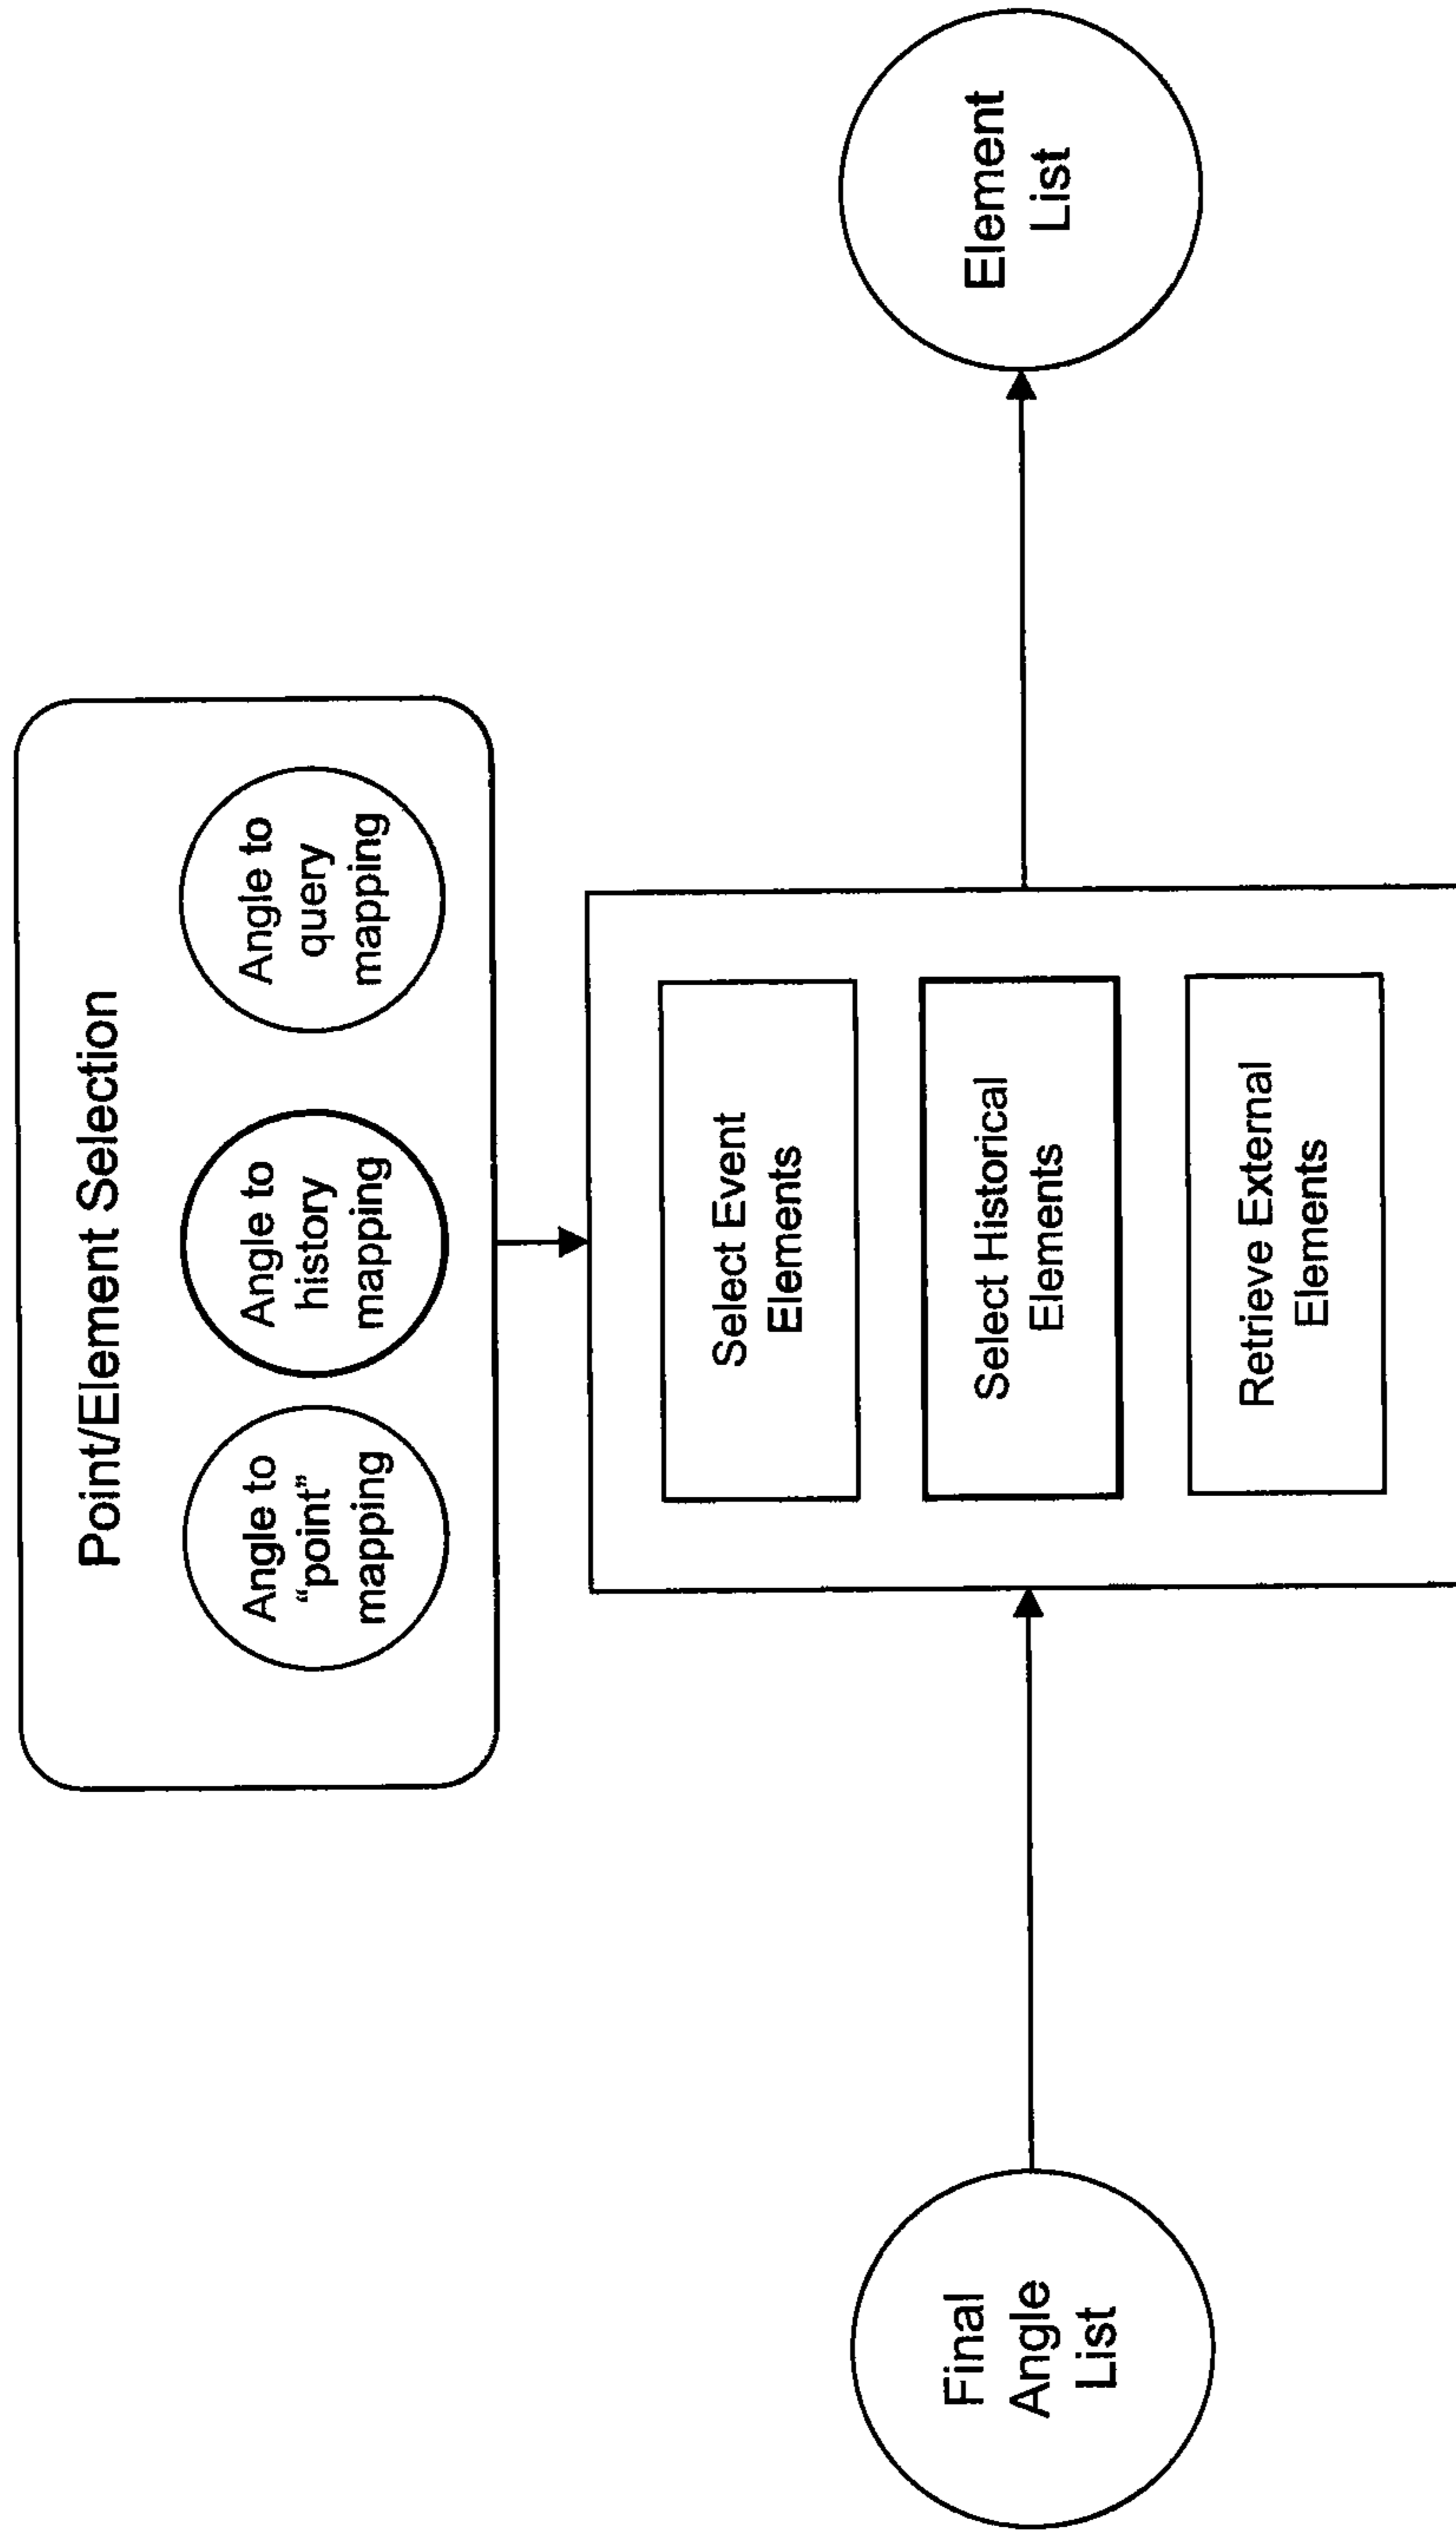 Point/Element Selection
Angle to
“point”
mapping
Angle to
history
mapping
Angle to
query
mapping
Final
Angle
List
Select Event
Elements
Select Historical
Elements
Retrieve External
Elements
Element
List